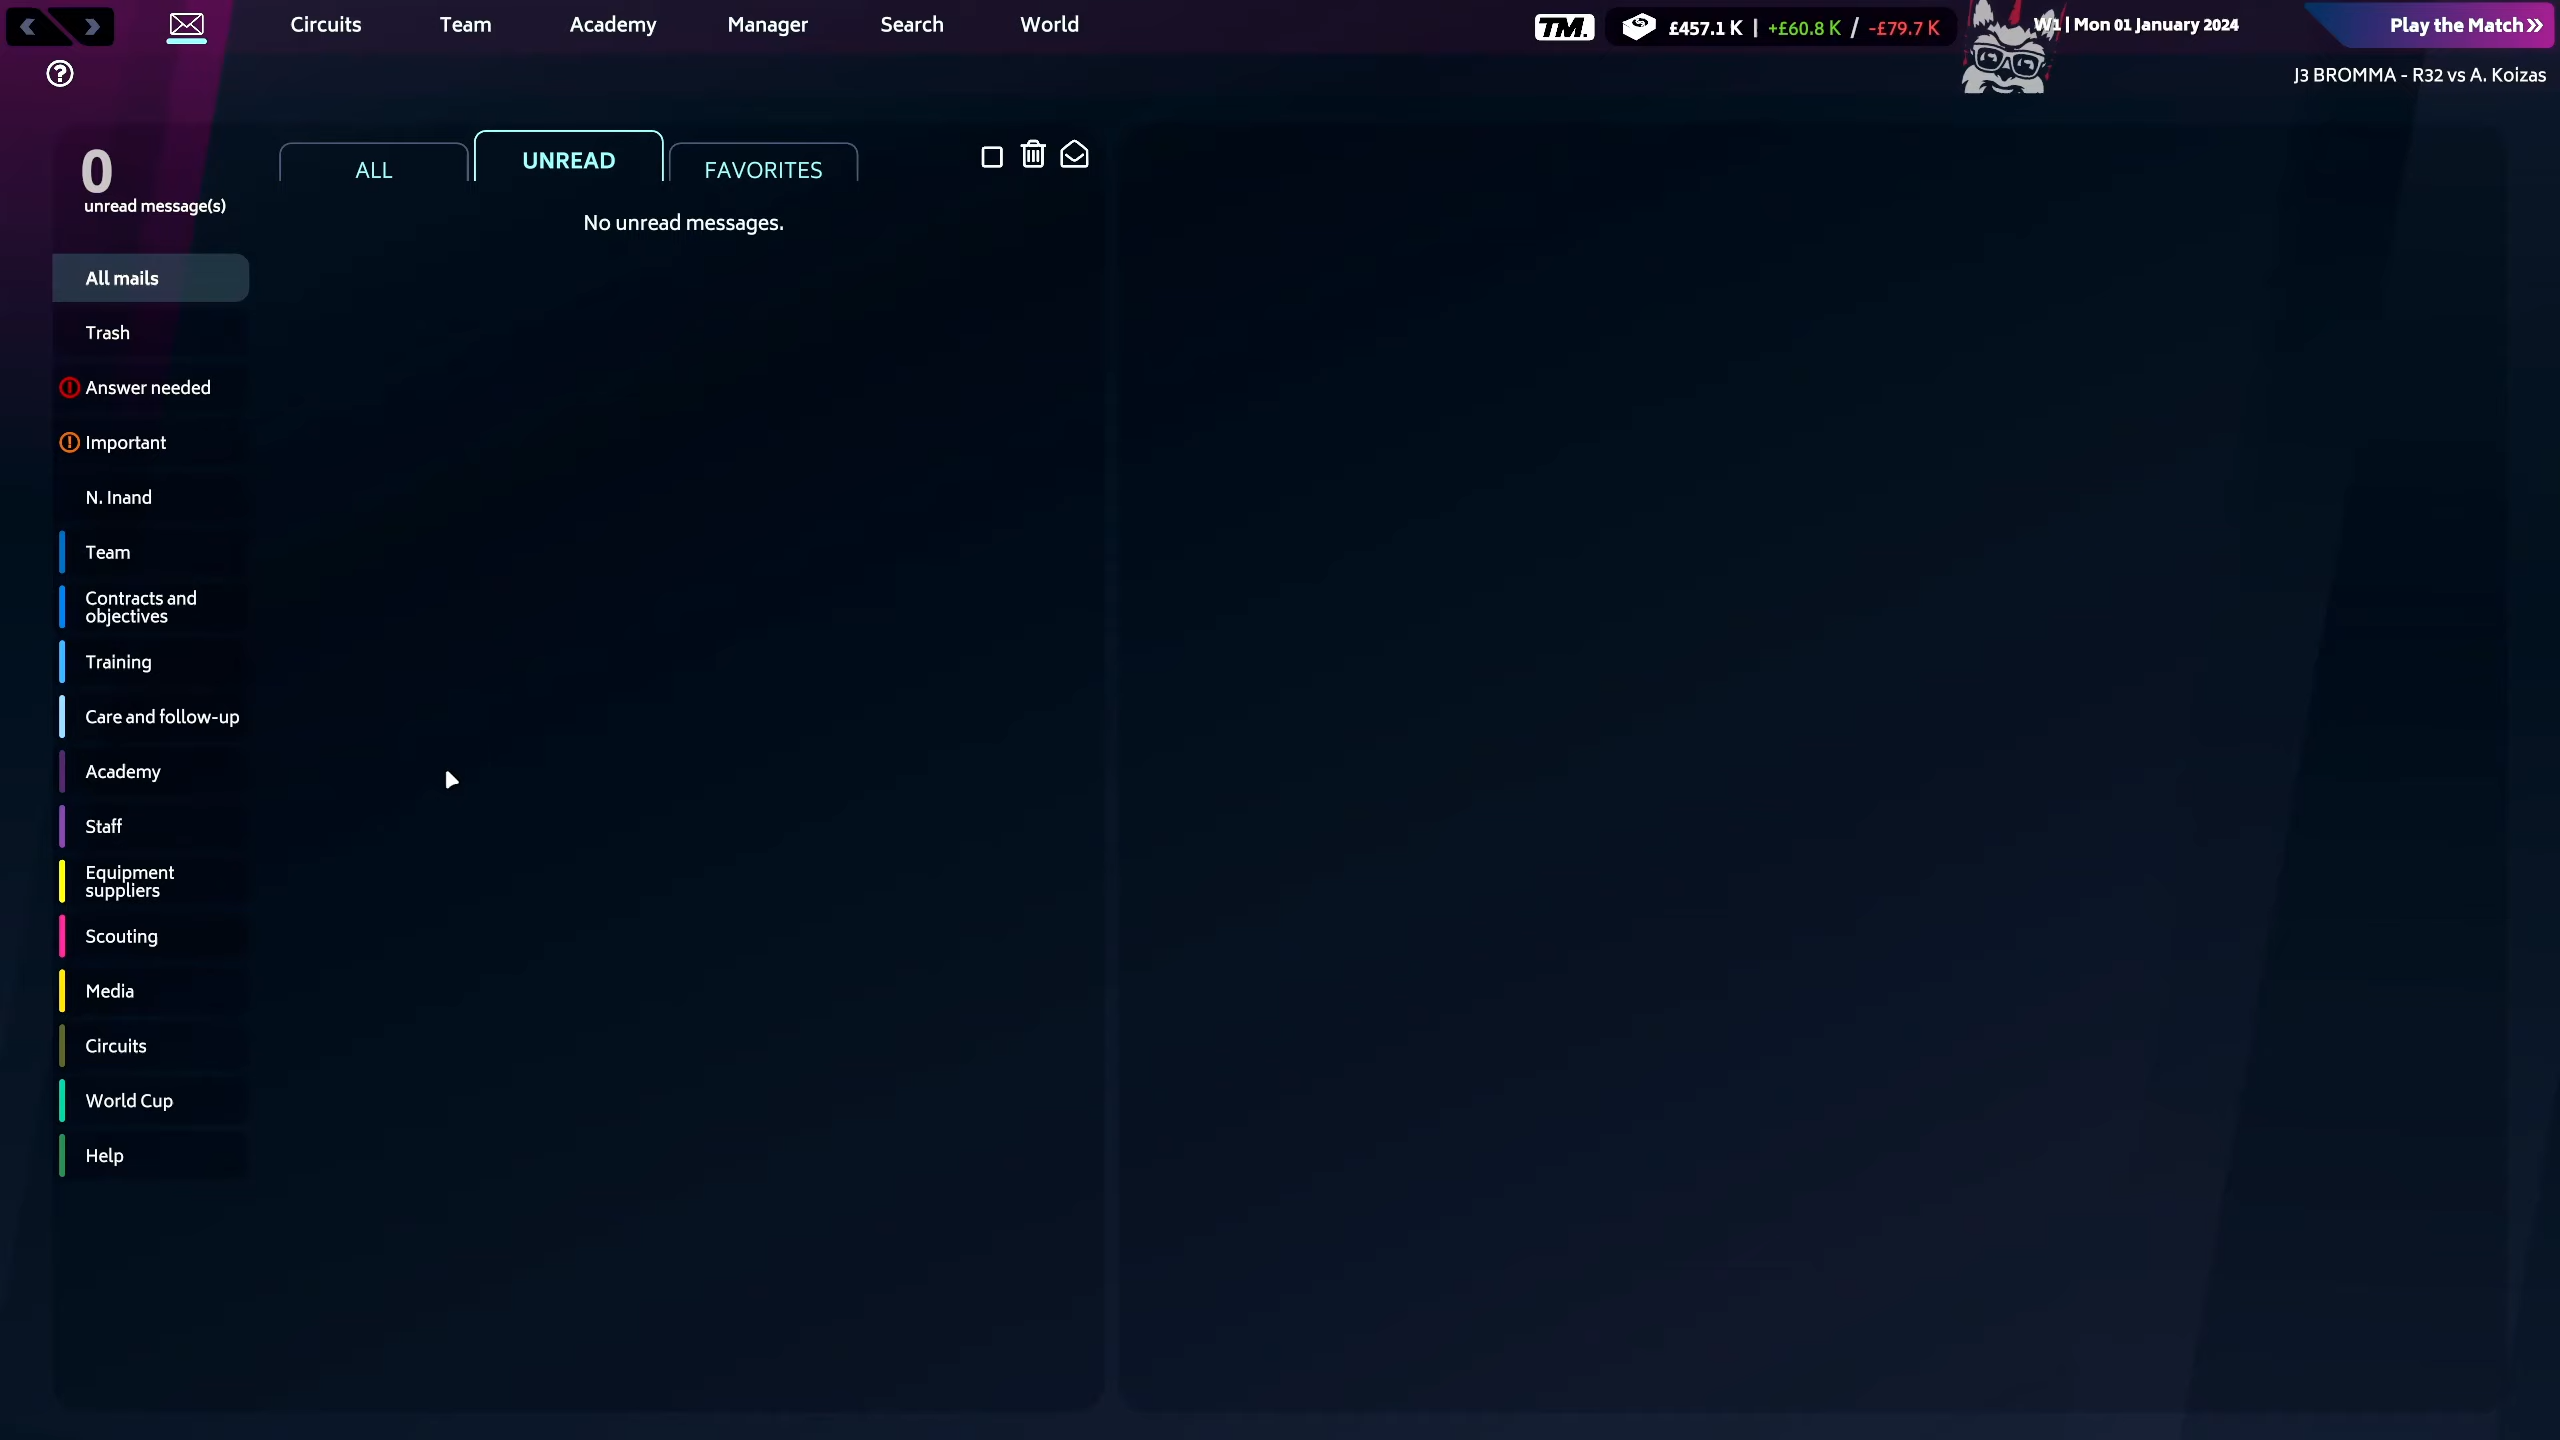 Circuits Team Academy Manager Search World
TM. £457.1 K | +£60.8 K / -£79.7 K
W1 | Mon 01 January 2024
Play the Match
J3 BROMMA - R32 vs A. Koizas
0
unread message(s)
ALL UNREAD FAVORITES
No unread messages.
All mails
Trash
Answer needed
Important
N. Inand
Team
Contracts and
objectives
Training
Care and follow-up
Academy
Staff
Equipment
suppliers
Scouting
Media
Circuits
World Cup
Help